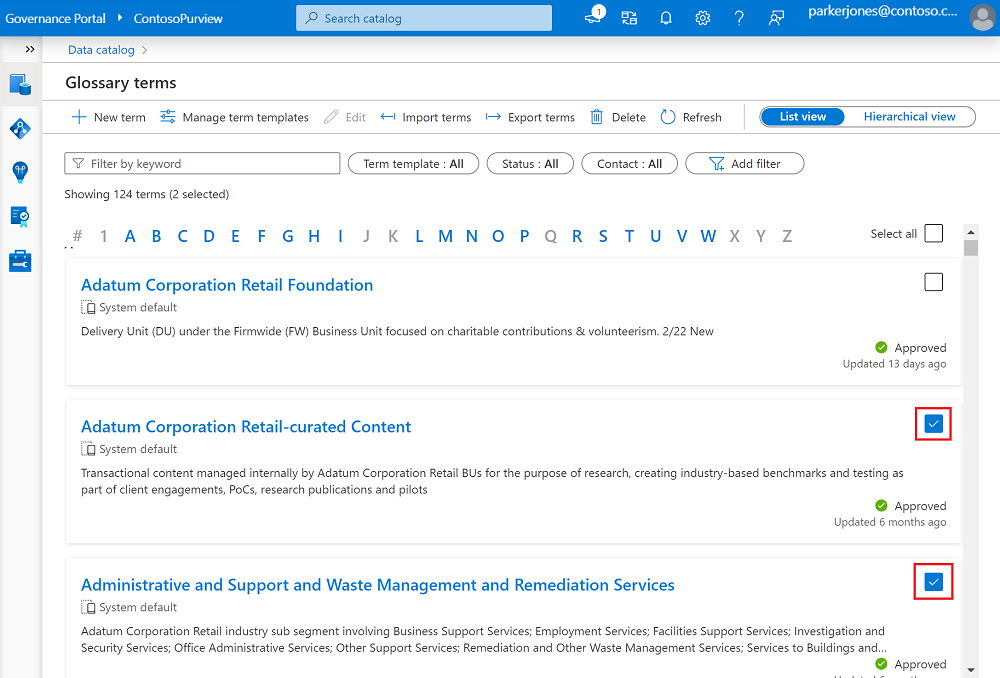 Governance Portal ContosoPurview Search catalog 1 ? parkerjones@contoso.c...
Data catalog
Glossary terms
New term Manage term templates Edit Import terms Export terms Delete Refresh List view Hierarchical view
Filter by keyword Term template : All Status : All Contact : All Add filter
Showing 124 terms (2 selected)
# 1 A B C D E F G H I J K L M N O P Q R S T U V W X Y Z Select all
Adatum Corporation Retail Foundation
System default
Delivery Unit (DU) under the Firmwide (FW) Business Unit focused on charitable contributions & volunteerism. 2/22 New
Approved
Updated 13 days ago
Adatum Corporation Retail-curated Content
System default
Transactional content managed internally by Adatum Corporation Retail BUs for the purpose of research, creating industry-based benchmarks and testing as
part of client engagements, PoCs, research publications and pilots
Approved
Updated 6 months ago
Administrative and Support and Waste Management and Remediation Services
System default
Adatum Corporation Retail industry sub segment involving Business Support Services; Employment Services; Facilities Support Services; Investigation and
Security Services; Office Administrative Services; Other Support Services; Remediation and Other Waste Management Services; Services to Buildings and...
Approved